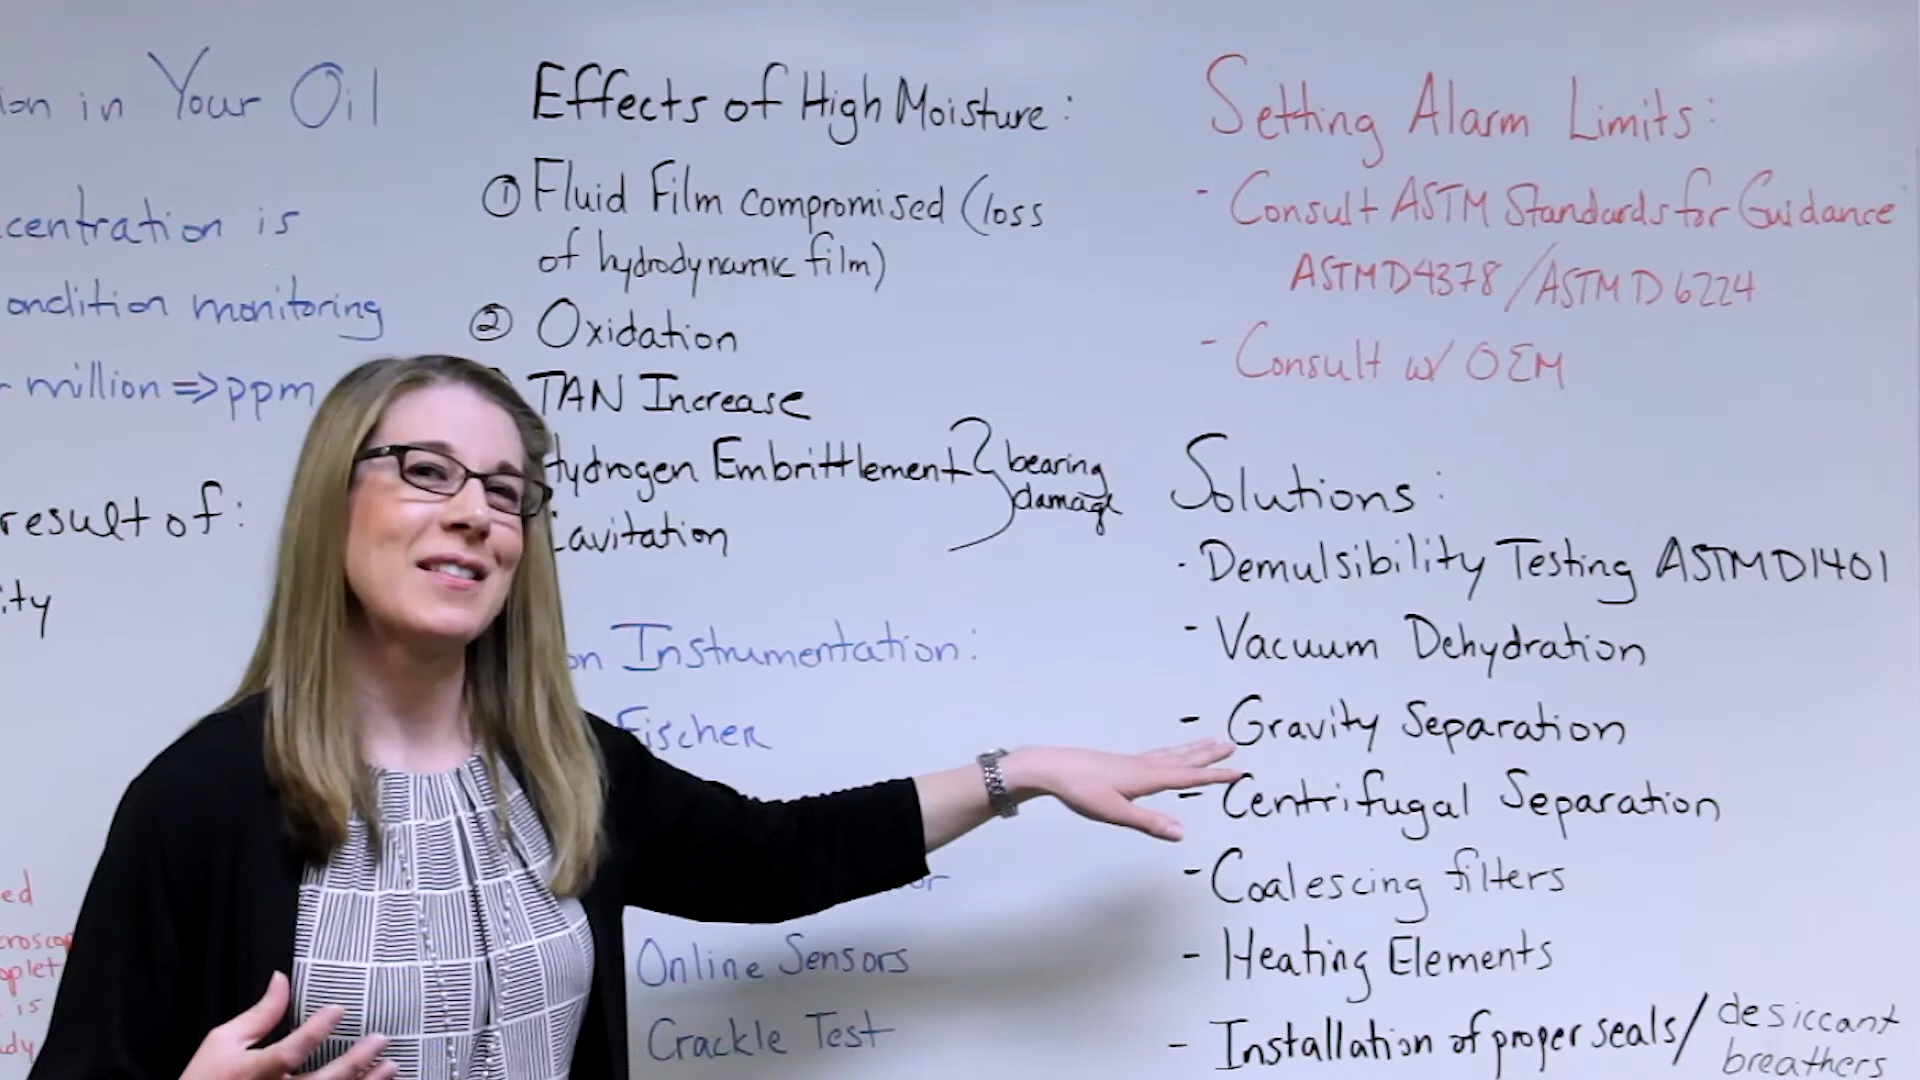 in Your Oil
is
monitoring
million => ppm
result of:
Effects of High Moisture:
① Fluid Film compromised (loss
of hydrodynamic film)
② Oxidation
TAN Increase
Hydrogen Embrittlement
Cavitation
bearing
damage
Instrumentation:
Fischer
Online Sensors
Crackle Test
Setting Alarm Limits:
- Consult ASTM Standards for Guidance
ASTM D4378 / ASTM D6224
- Consult w/ OEM
Solutions:
- Demulsibility Testing ASTM D1401
- Vacuum Dehydration
- Gravity Separation
- Centrifugal Separation
- Coalescing filters
- Heating Elements
- Installation of proper seals / desiccant
breathers